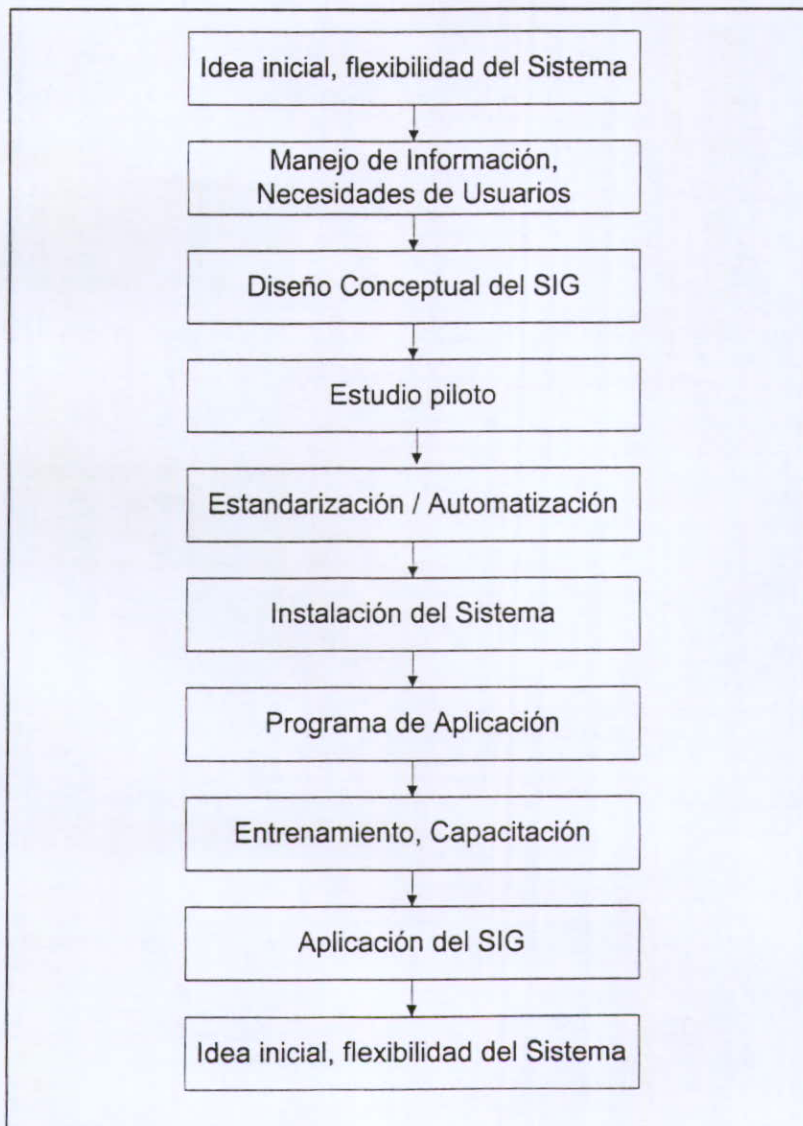 Idea inicial, flexibilidad del Sistema
Manejo de Información,
Necesidades de Usuarios
Diseño Conceptual del SIG
Estudio piloto
Estandarización / Automatización
Instalación del Sistema
Programa de Aplicación
Entrenamiento, Capacitación
Aplicación del SIG
Idea inicial, flexibilidad del Sistema